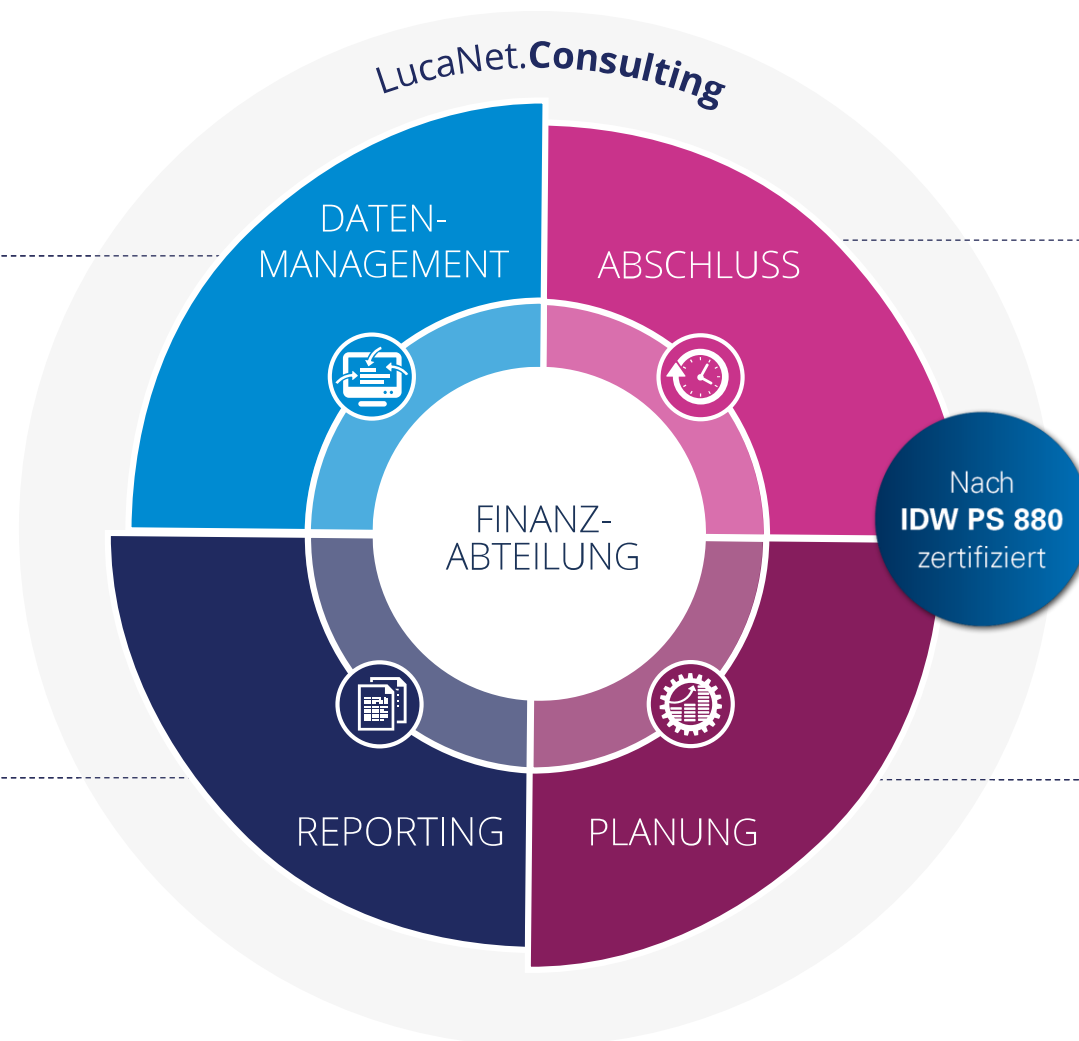 LucaNet.Consulting
DATEN-
MANAGEMENT
ABSCHLUSS
FINANZ-
ABTEILUNG
Nach
IDW PS 880
zertifiziert
REPORTING
PLANUNG